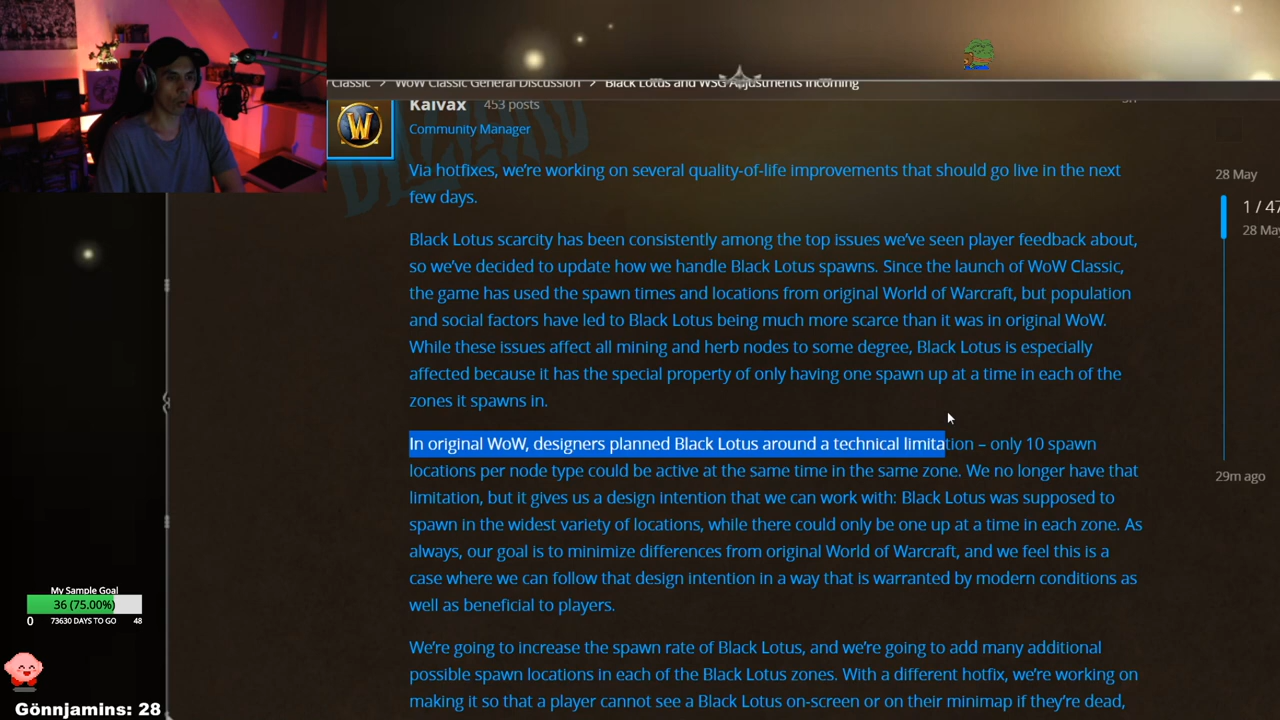 Classic > WoW Classic General Discussion > Black Lotus and WSG Adjustments Incoming
Kaivax 453 posts
Community Manager
Via hotfixes, we're working on several quality-of-life improvements that should go live in the next
few days.
28 May
1 / 47
28 May
Black Lotus scarcity has been consistently among the top issues we've seen player feedback about,
so we've decided to update how we handle Black Lotus spawns. Since the launch of WoW Classic,
the game has used the spawn times and locations from original World of Warcraft, but population
and social factors have led to Black Lotus being much more scarce than it was in original WoW.
While these issues affect all mining and herb nodes to some degree, Black Lotus is especially
affected because it has the special property of only having one spawn up at a time in each of the
zones it spawns in.
In original WoW, designers planned Black Lotus around a technical limitation – only 10 spawn
locations per node type could be active at the same time in the same zone. We no longer have that
29m ago
limitation, but it gives us a design intention that we can work with: Black Lotus was supposed to
spawn in the widest variety of locations, while there could only be one up at a time in each zone. As
always, our goal is to minimize differences from original World of Warcraft, and we feel this is a
case where we can follow that design intention in a way that is warranted by modern conditions as
well as beneficial to players.
We're going to increase the spawn rate of Black Lotus, and we're going to add many additional
possible spawn locations in each of the Black Lotus zones. With a different hotfix, we're working on
making it so that a player cannot see a Black Lotus on-screen or on their minimap if they're dead,
My Sample Goal
36 (75.00%)
0 73630 DAYS TO GO 48
Gönnjamins: 28